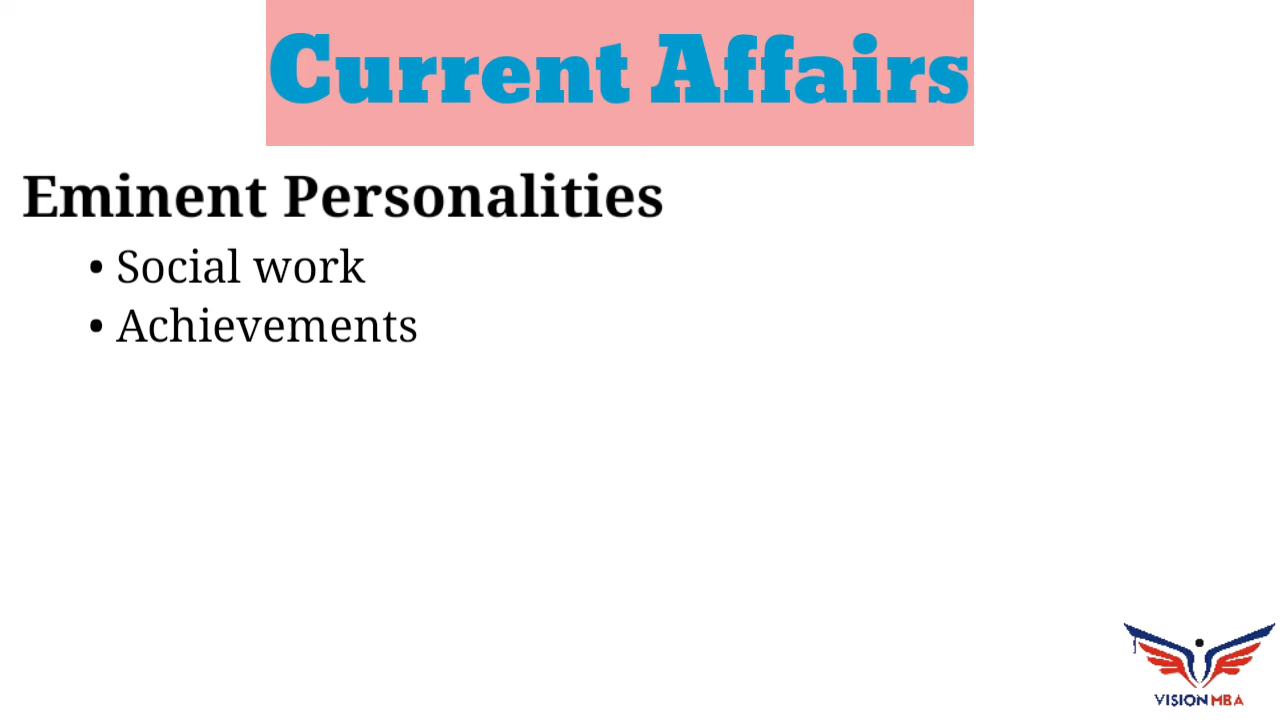 Current Affairs
Eminent Personalities
• Social work
• Achievements
VISION MBA